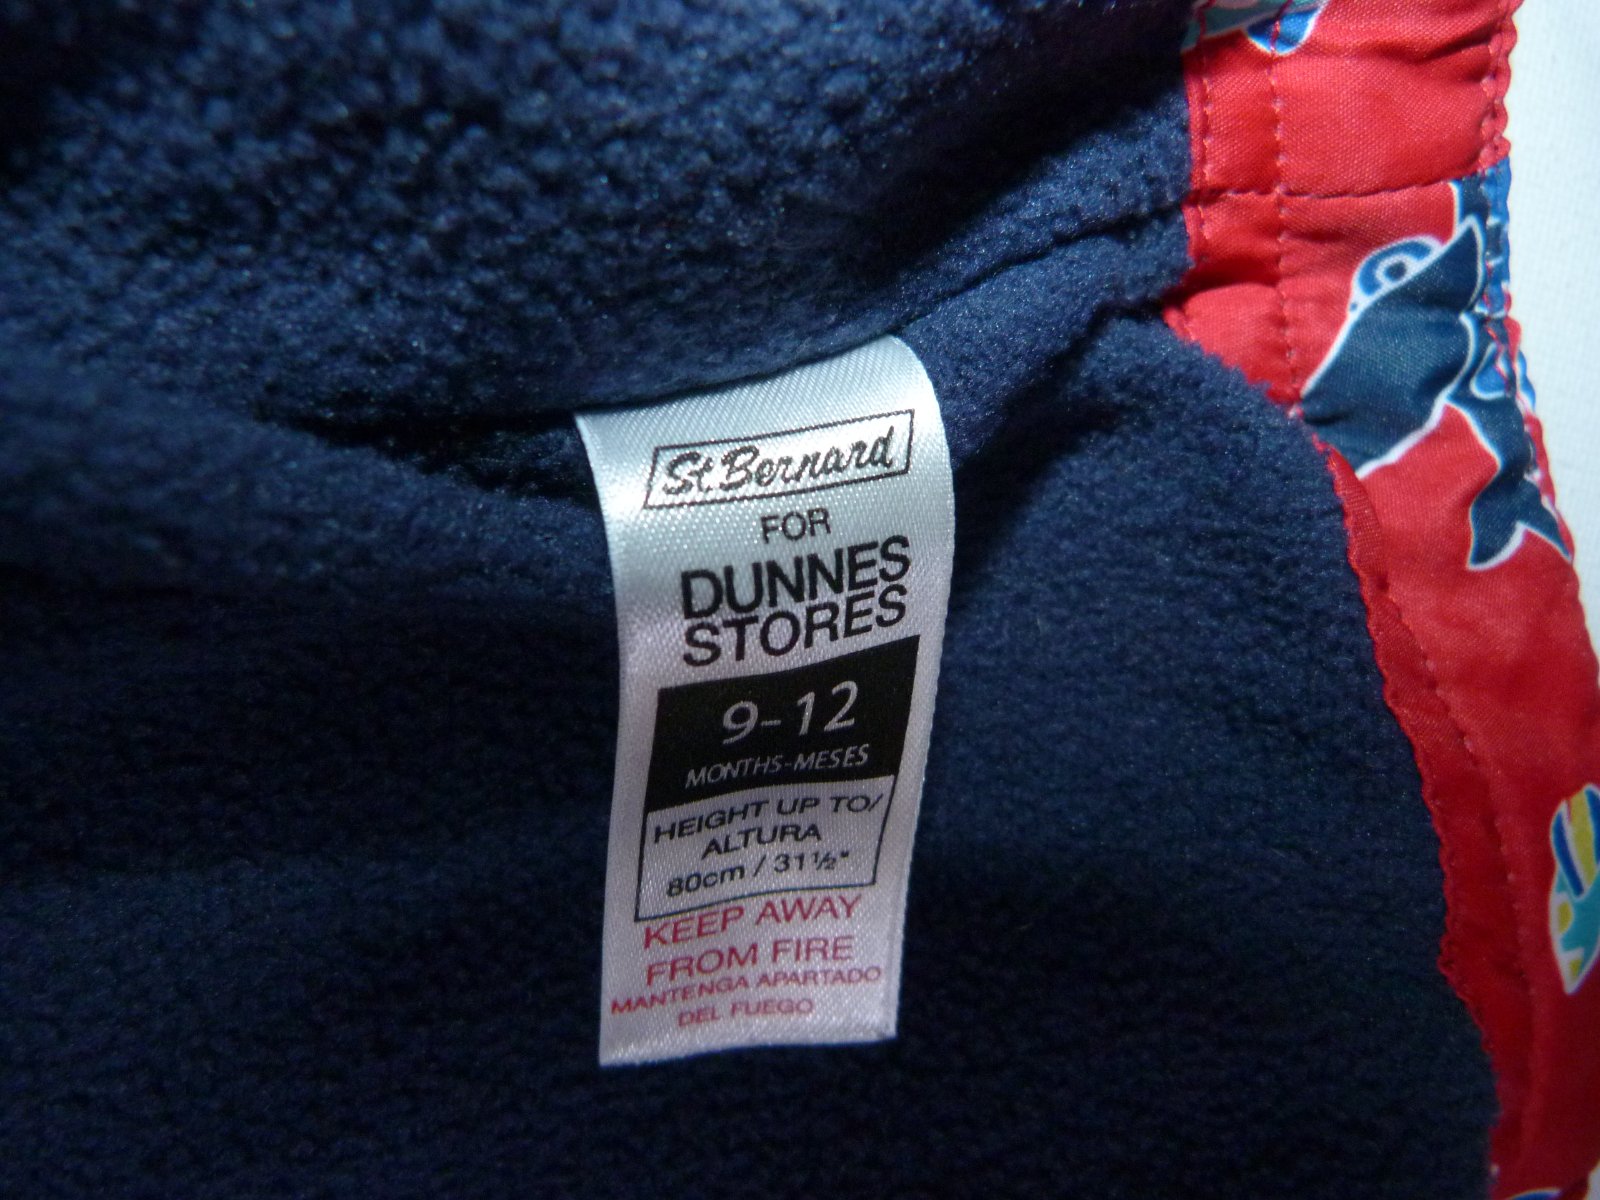 St. Bernard
FOR
DUNNES
STORES
9-12
MONTHS-MESES
HEIGHT UP TO/
ALTURA
80cm / 31½"
KEEP AWAY
FROM FIRE
MANTENGA APARTADO
DEL FUEGO